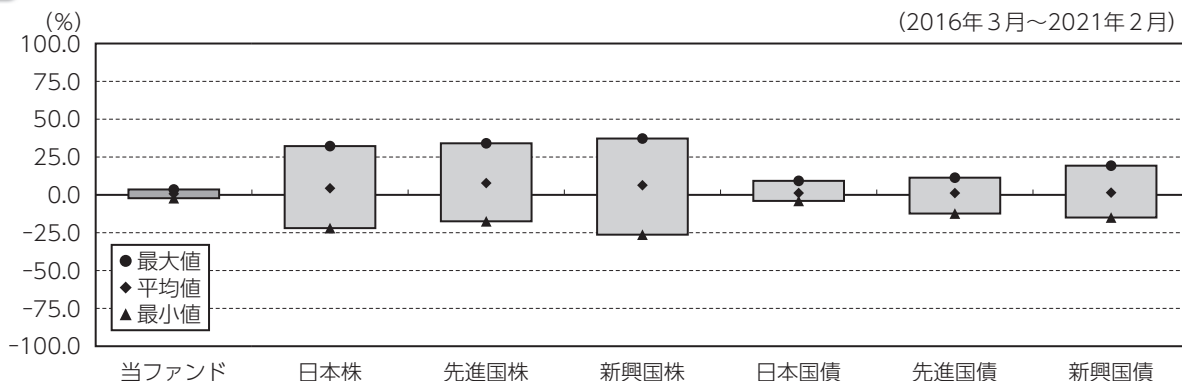 (%)
(2016年3月~2021年2月)
100.0
75.0
50.0
25.0
0.0
-25.0
-50.0
-75.0
-100.0
●最大値
◆平均値
▲最小値
当ファンド 日本株 先進国株 新興国株 日本国債 先進国債 新興国債